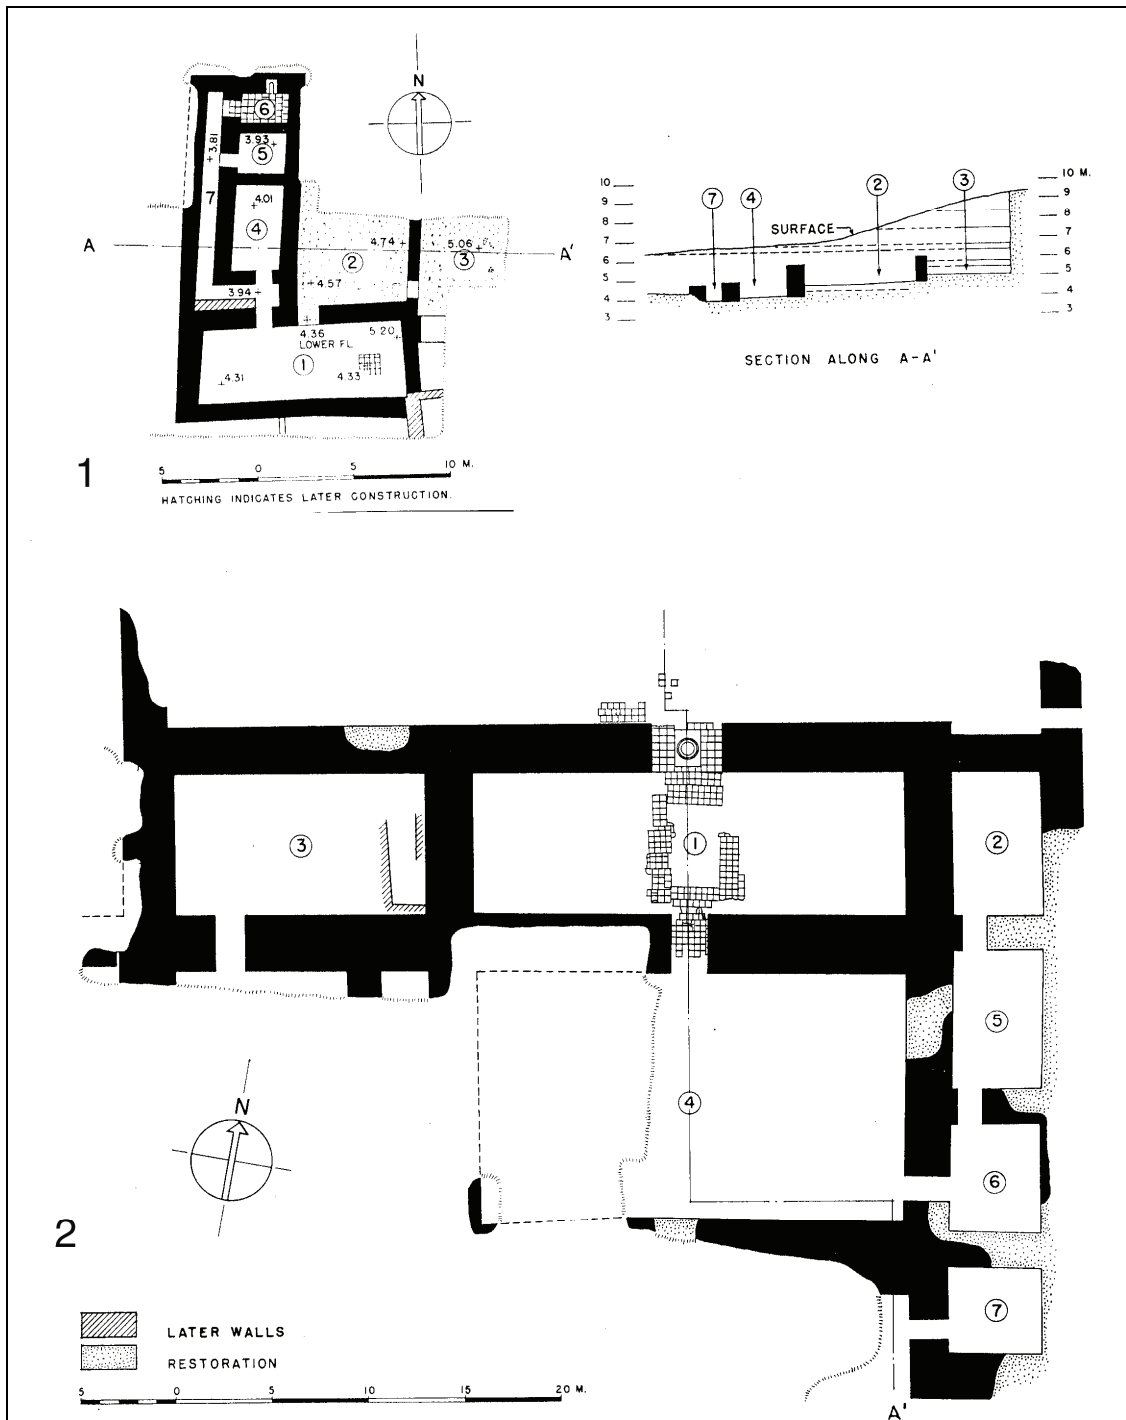 N
6
3.93 +
5
+ 3.81
7
+ 4.01
4
A
4.74 +
5.06 +
A'
2
3
3.94 +
+ 4.57
+
4.36
LOWER FL.
5.20 +
1
+ 4.31
4.33
1
5 0 5 10 M.
HATCHING INDICATES LATER CONSTRUCTION.
10 10 M.
9 9
8 8
7 7
6 6
5 5
4 4
3 3
7 4 2 3
SURFACE
SECTION ALONG A-A'
1
2
3
5
4
N
6
2
7
LATER WALLS
RESTORATION
5 0 5 10 15 20 M.
A'